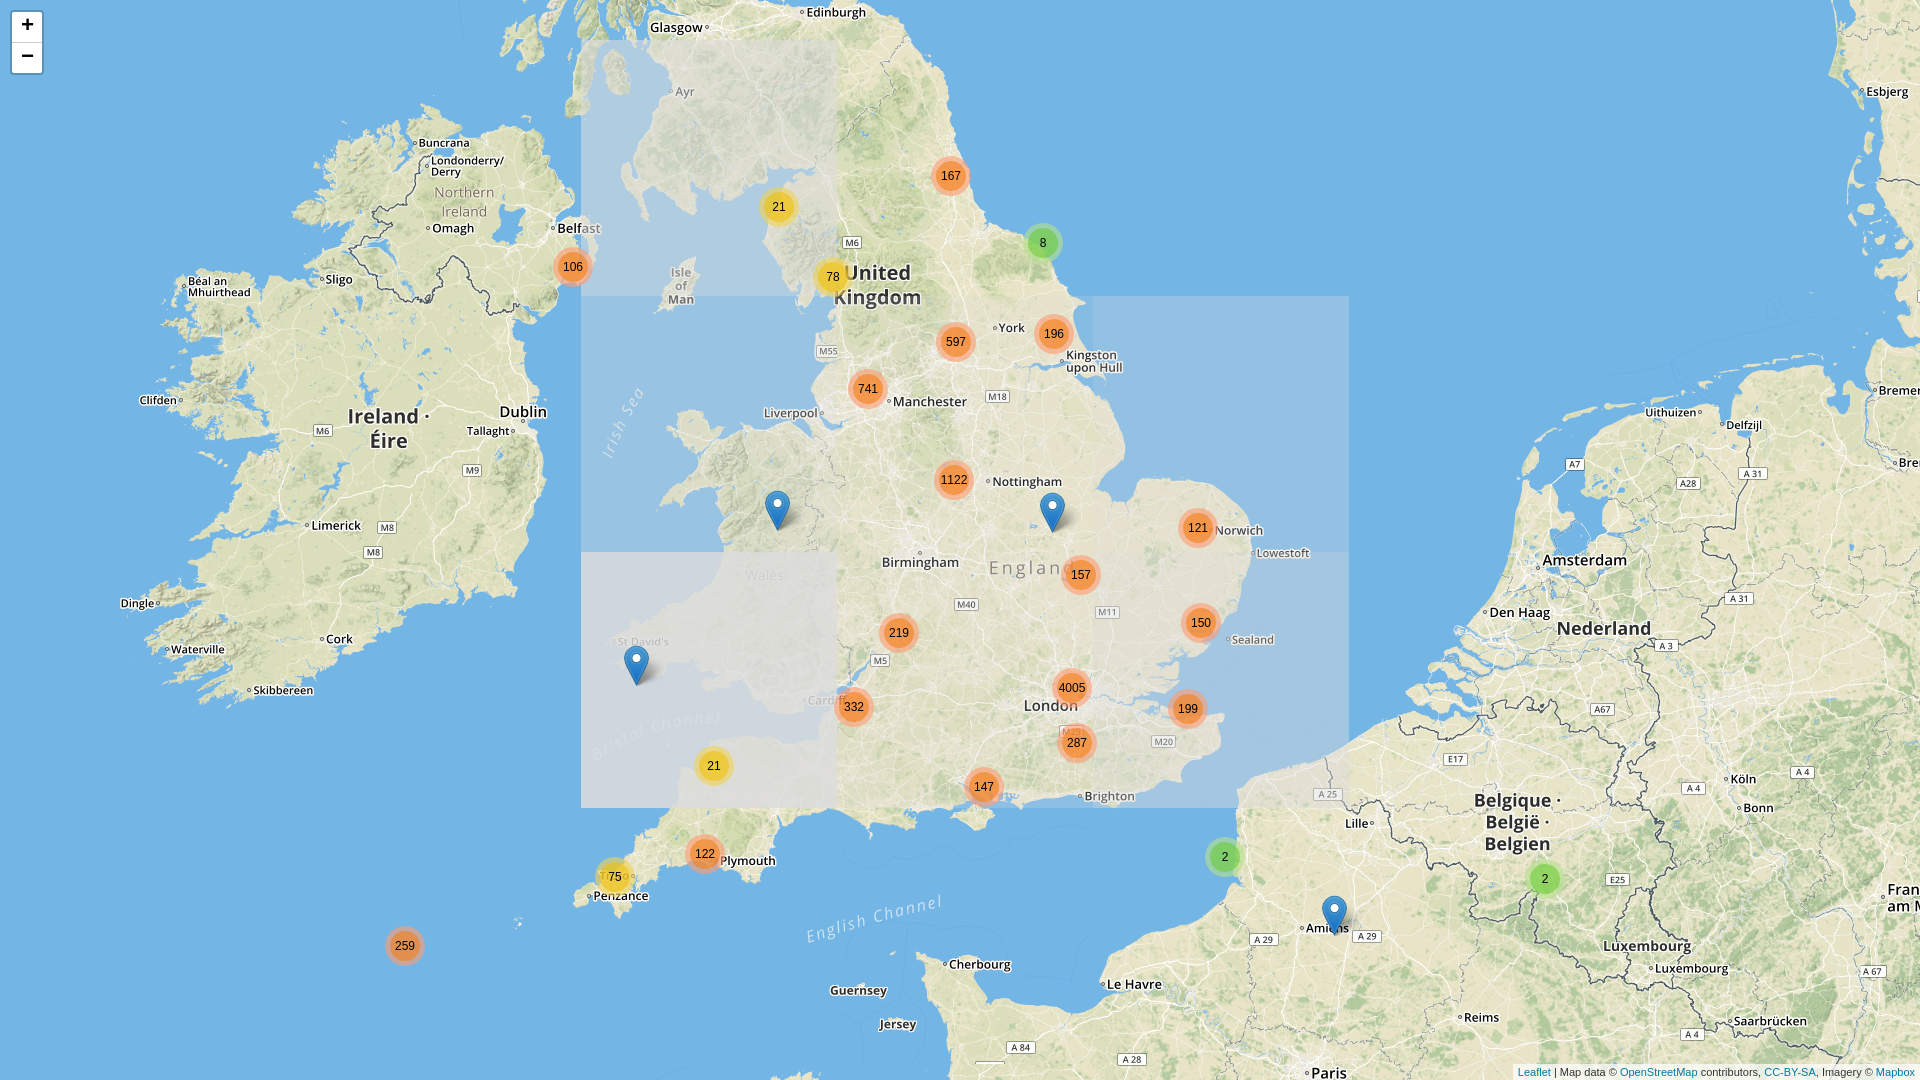 +
−
Edinburgh
Glasgow
Ayr
Esbjerg
Buncrana
Londonderry/
Derry
Northern
Ireland
Omagh
Belfast
167
21
8
M6
106
78
United
Kingdom
Isle
of
Man
Sligo
Béal an
Mhuirthead
York
196
597
M55
Kingston
upon Hull
741
Manchester
M18
Liverpool
Irish Sea
Clifden
Ireland ·
Éire
Dublin
Tallaght
M6
M9
Uithuizen
Delfzijl
Bremer
Bre
A7
A 31
A28
1122
Nottingham
Limerick
M8
M8
121
Norwich
Lowestoft
Birmingham
England
157
Wales
Amsterdam
Dingle
Cork
Waterville
Skibbereen
M40
M11
219
150
Sealand
St David's
M5
Den Haag
Nederland
A 31
A 3
4005
London
Cardiff
332
199
Bristol Channel
287
M20
A67
E17
21
147
Brighton
A 25
Lille
Köln
A 4
A 4
Bonn
Belgique ·
België ·
Belgien
122
Plymouth
75
Penzance
2
2
E25
Fran
am M
259
English Channel
Amiens
A 29
A 29
Luxembourg
Luxembourg
A 67
Cherbourg
Le Havre
Guernsey
Jersey
Reims
Saarbrücken
A 4
A 84
A 28
Paris
Leaflet | Map data © OpenStreetMap contributors, CC-BY-SA, Imagery © Mapbox